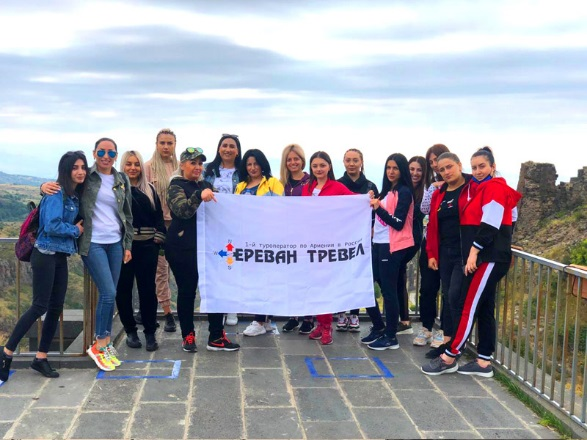 1-й туроператор по Армении в России
ЕРЕВАН ТРЕВЕЛ